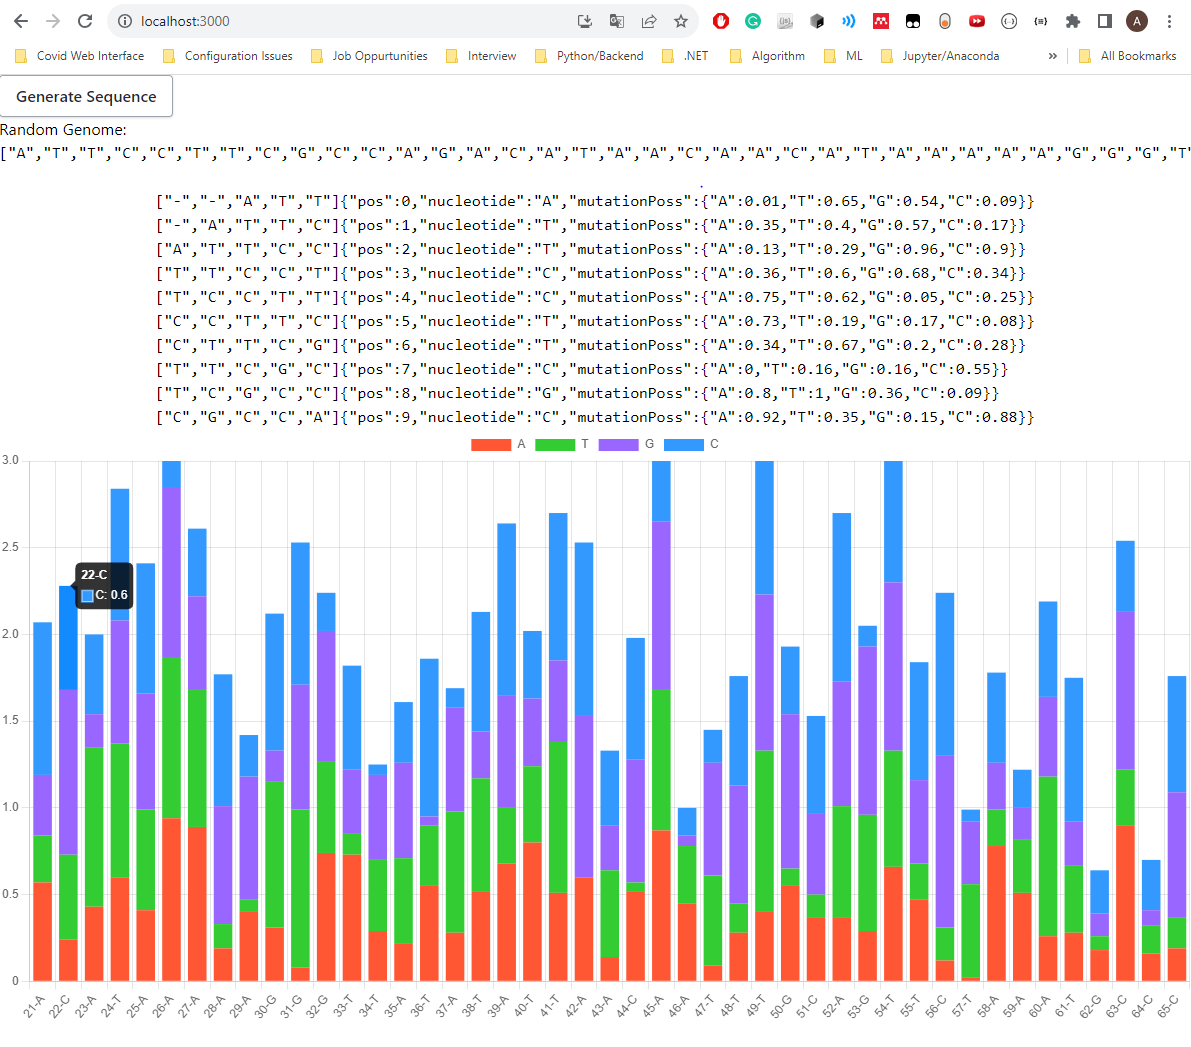 localhost:3000
A
Covid Web Interface Configuration Issues Job Oppurtunities Interview Python/Backend .NET Algorithm ML Jupyter/Anaconda » All Bookmarks
Generate Sequence
Random Genome:
["A","T","T","C","C","T","T","C","G","C","C","A","G","A","C","A","T","A","A","C","A","A","C","A","T","A","A","A","A","A","G","G","G","T"
["-","-","A","T","T"]{"pos":0,"nucleotide":"A","mutationPoss":{"A":0.01,"T":0.65,"G":0.54,"C":0.09}}
["-","A","T","T","C"]{"pos":1,"nucleotide":"T","mutationPoss":{"A":0.35,"T":0.4,"G":0.57,"C":0.17}}
["A","T","T","C","C"]{"pos":2,"nucleotide":"T","mutationPoss":{"A":0.13,"T":0.29,"G":0.96,"C":0.9}}
["T","T","C","C","T"]{"pos":3,"nucleotide":"C","mutationPoss":{"A":0.36,"T":0.6,"G":0.68,"C":0.34}}
["T","C","C","T","T"]{"pos":4,"nucleotide":"C","mutationPoss":{"A":0.75,"T":0.62,"G":0.05,"C":0.25}}
["C","C","T","T","C"]{"pos":5,"nucleotide":"T","mutationPoss":{"A":0.73,"T":0.19,"G":0.17,"C":0.08}}
["C","T","T","C","G"]{"pos":6,"nucleotide":"T","mutationPoss":{"A":0.34,"T":0.67,"G":0.2,"C":0.28}}
["T","T","C","G","C"]{"pos":7,"nucleotide":"C","mutationPoss":{"A":0,"T":0.16,"G":0.16,"C":0.55}}
["T","C","G","C","C"]{"pos":8,"nucleotide":"G","mutationPoss":{"A":0.8,"T":1,"G":0.36,"C":0.09}}
["C","G","C","C","A"]{"pos":9,"nucleotide":"C","mutationPoss":{"A":0.92,"T":0.35,"G":0.15,"C":0.88}}
A T G C
3.0
2.5
22-C
C: 0.6
2.0
1.5
1.0
0.5
0
21-A 22-C 23-A 24-T 25-A 26-A 27-A 28-A 29-A 30-G 31-G 32-G 33-T 34-T 35-A 36-T 37-A 38-T 39-A 40-T 41-T 42-A 43-A 44-C 45-A 46-A 47-T 48-T 49-T 50-G 51-C 52-A 53-G 54-T 55-T 56-C 57-T 58-A 59-A 60-A 61-T 62-G 63-C 64-C 65-C